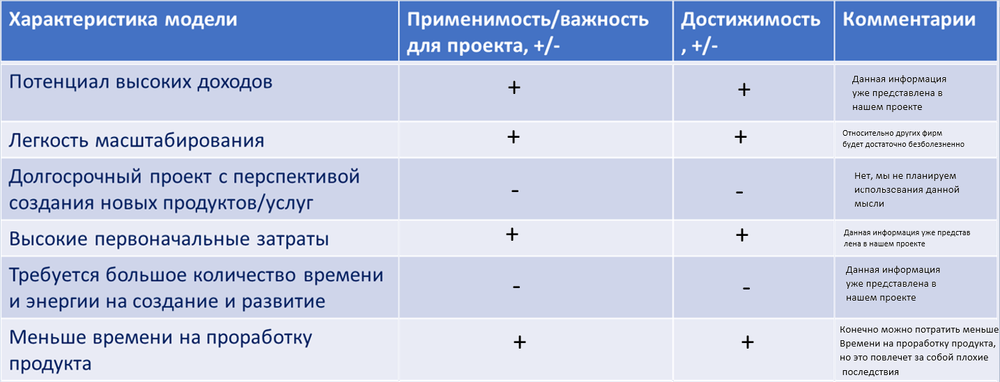 Характеристика модели
Применимость/важность
для проекта, +/-
Достижимость
, +/-
Комментарии
Потенциал высоких доходов
+
+
Данная информация
уже представлена в
нашем проекте
Легкость масштабирования
+
+
Относительно других фирм
будет достаточно безболезненно
Долгосрочный проект с перспективой
создания новых продуктов/услуг
-
-
Нет, мы не планируем
использования данной
мысли
Высокие первоначальные затраты
+
+
Данная информация уже представ
лена в нашем проекте
Требуется большое количество времени
и энергии на создание и развитие
-
-
Данная информация
уже представлена в
нашем проекте
Меньше времени на проработку
продукта
+
+
Конечно можно потратить меньше
Времени на проработку продукта,
но это повлечет за собой плохие
последствия